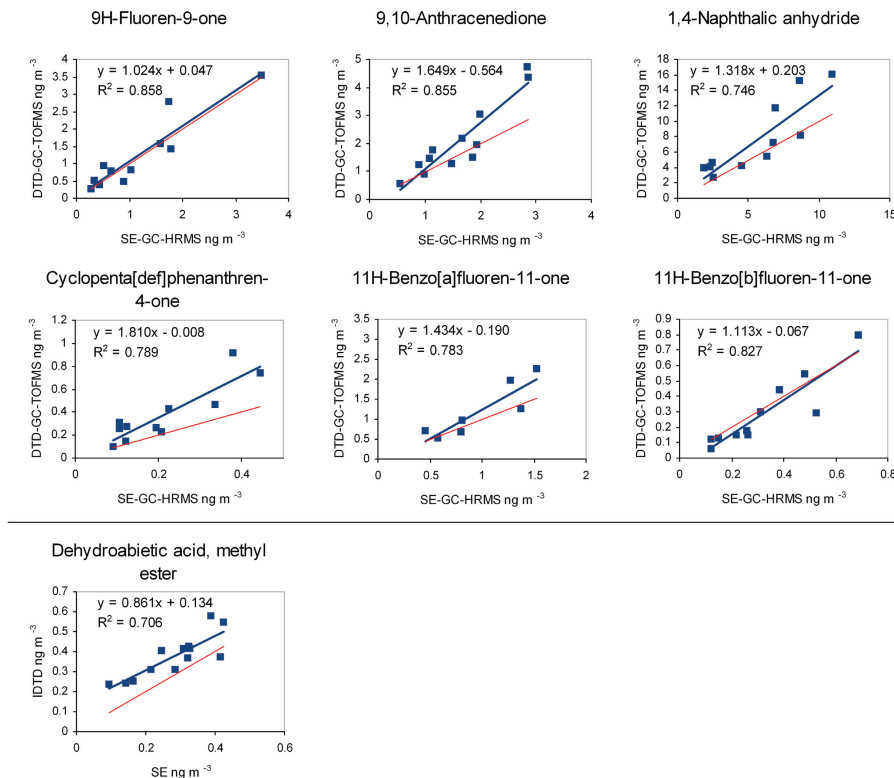 9H-Fluoren-9-one
y = 1.024x + 0.047
R² = 0.858
DTD-GC-TOFMS ng m⁻³
4
3.5
3
2.5
2
1.5
1
0.5
0
0 1 2 3 4
SE-GC-HRMS ng m⁻³
9,10-Anthracenedione
y = 1.649x - 0.564
R² = 0.855
DTD-GC-TOFMS ng m⁻³
5
4
3
2
1
0
0 1 2 3 4
SE-GC-HRMS ng m⁻³
1,4-Naphthalic anhydride
y = 1.318x + 0.203
R² = 0.746
DTD-GC-TOFMS ng m⁻³
18
16
14
12
10
8
6
4
2
0
0 5 10 15
SE-GC-HRMS ng m⁻³
Cyclopenta[def]phenanthren-
4-one
y = 1.810x - 0.008
R² = 0.789
DTD-GC-TOFMS ng m⁻³
1.2
1
0.8
0.6
0.4
0.2
0
0 0.2 0.4 0.6
SE-GC-HRMS ng m⁻³
11H-Benzo[a]fluoren-11-one
y = 1.434x - 0.190
R² = 0.783
DTD-GC-TOFMS ng m⁻³
3.5
3
2.5
2
1.5
1
0.5
0
0 0.5 1 1.5 2
SE-GC-HRMS ng m⁻³
11H-Benzo[b]fluoren-11-one
y = 1.113x - 0.067
R² = 0.827
DTD-GC-TOFMS ng m⁻³
0.9
0.8
0.7
0.6
0.5
0.4
0.3
0.2
0.1
0
0 0.2 0.4 0.6 0.8
SE-GC-HRMS ng m⁻³
Dehydroabietic acid, methyl
ester
y = 0.861x + 0.134
R² = 0.706
IDTD ng m⁻³
0.7
0.6
0.5
0.4
0.3
0.2
0.1
0
0 0.2 0.4 0.6
SE ng m⁻³